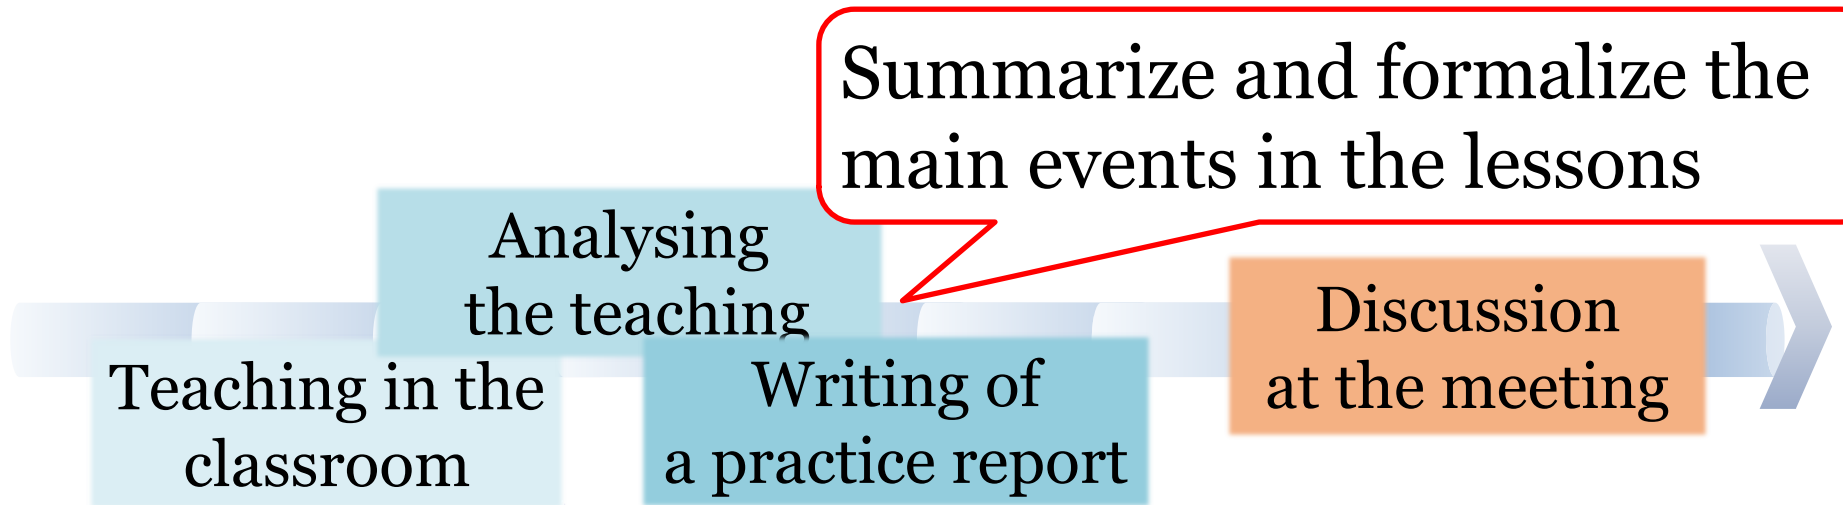 Summarize and formalize the
main events in the lessons
Analysing
the teaching
Teaching in the
classroom
Writing of
a practice report
Discussion
at the meeting